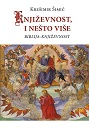 Krešimir Šimić
KNJIŽEVNOST,
I NEŠTO VIŠE
BIBLIJA-KNJIŽEVNOST